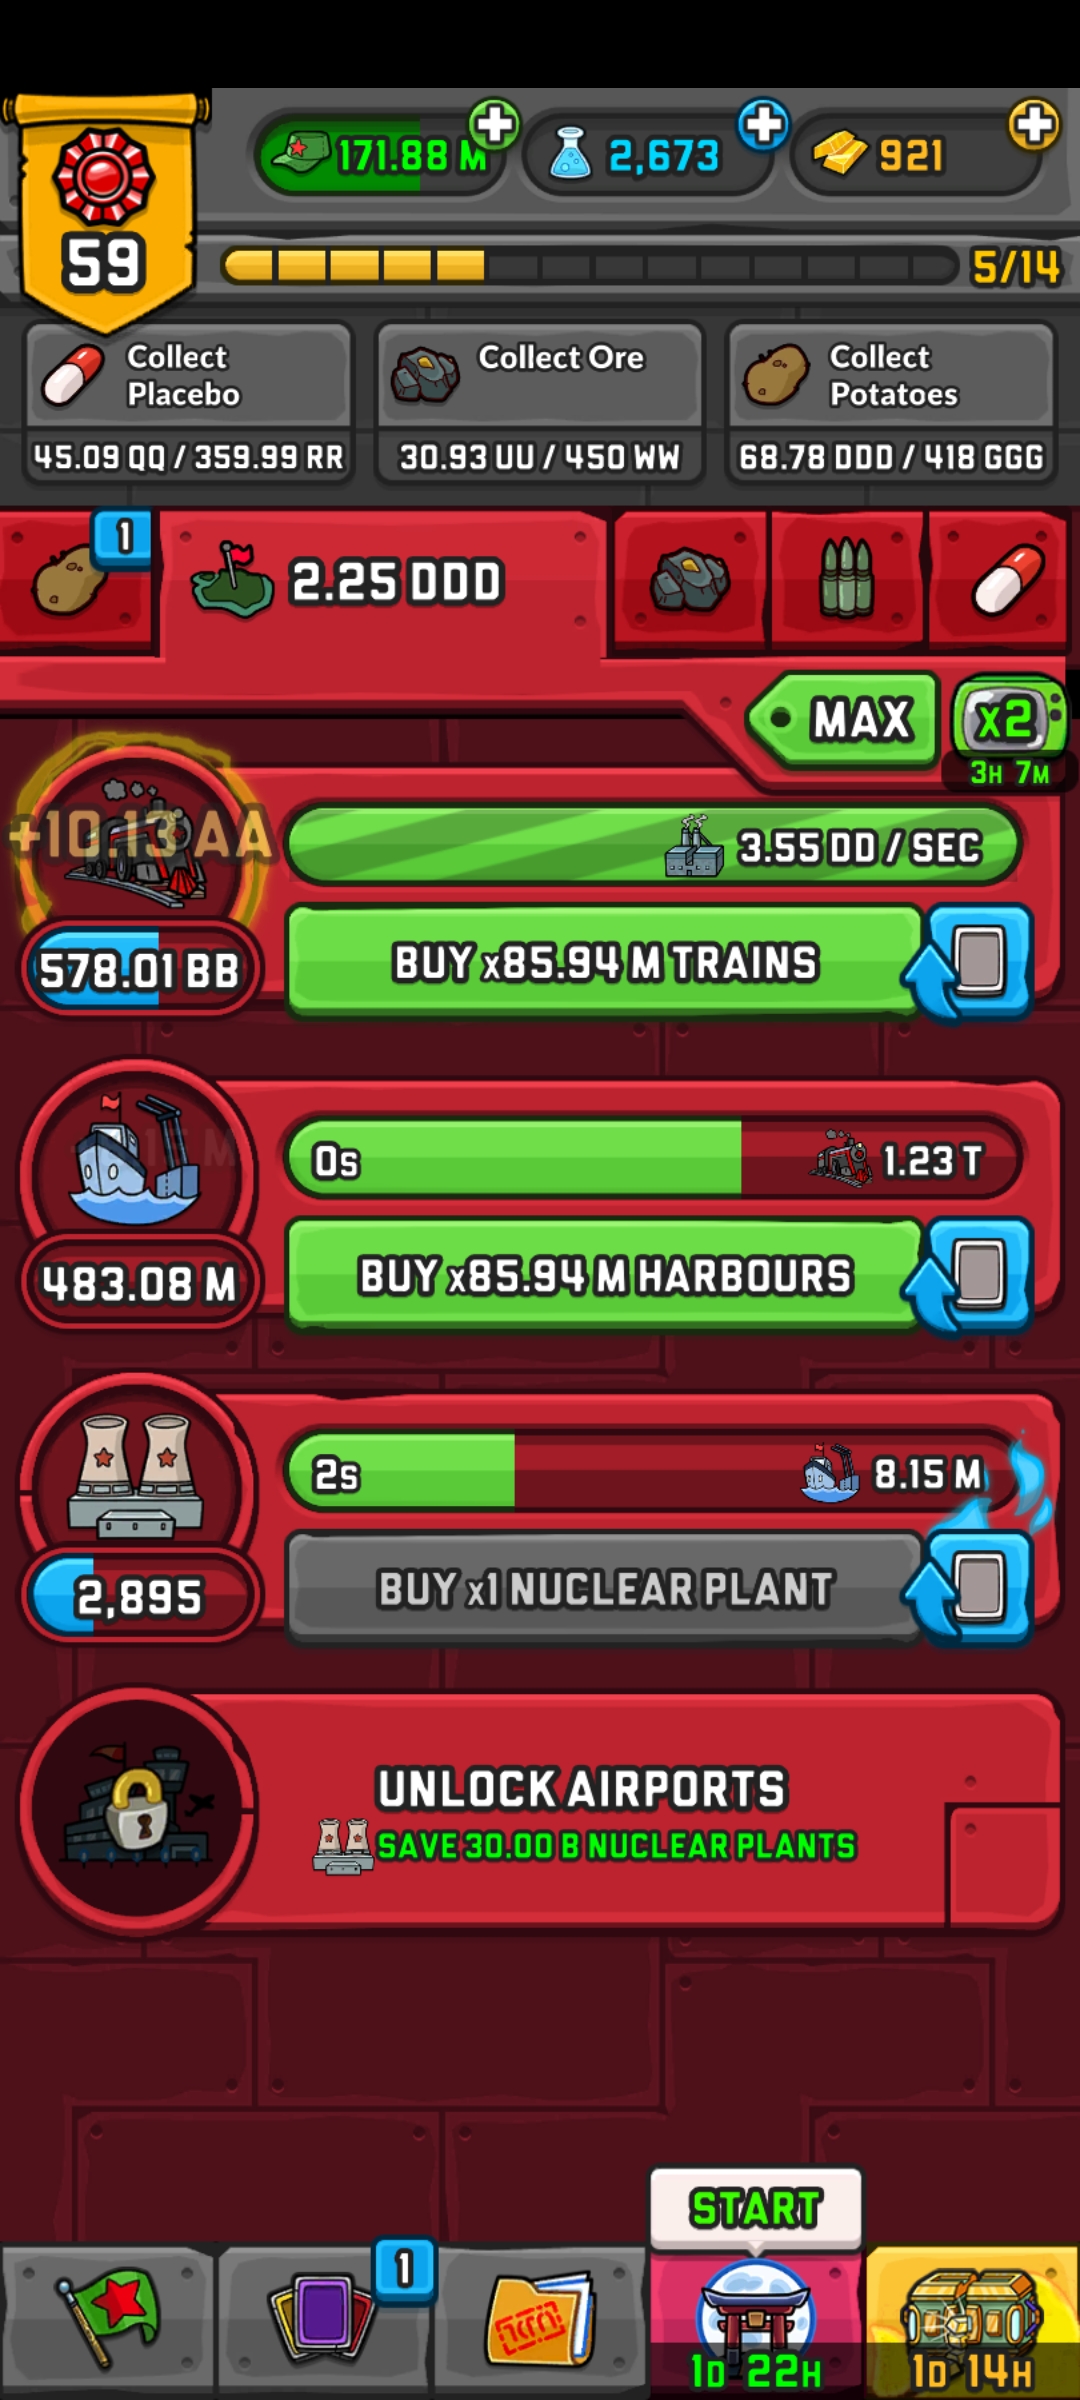 171.88 M
2,673
921
59
5/14
Collect
Placebo
45.09 QQ / 359.99 RR
Collect Ore
30.93 UU / 450 WW
Collect
Potatoes
68.78 DDD / 418 GGG
1
2.25 DDD
MAX
x2
3H 7M
+10.13 AA
3.55 DD / SEC
578.01 BB
BUY x85.94 M TRAINS
0s
1.23 T
483.08 M
BUY x85.94 M HARBOURS
2s
8.15 M
2,895
BUY x1 NUCLEAR PLANT
UNLOCK AIRPORTS
SAVE 30.00 B NUCLEAR PLANTS
START
1
1D 22H
1D 14H